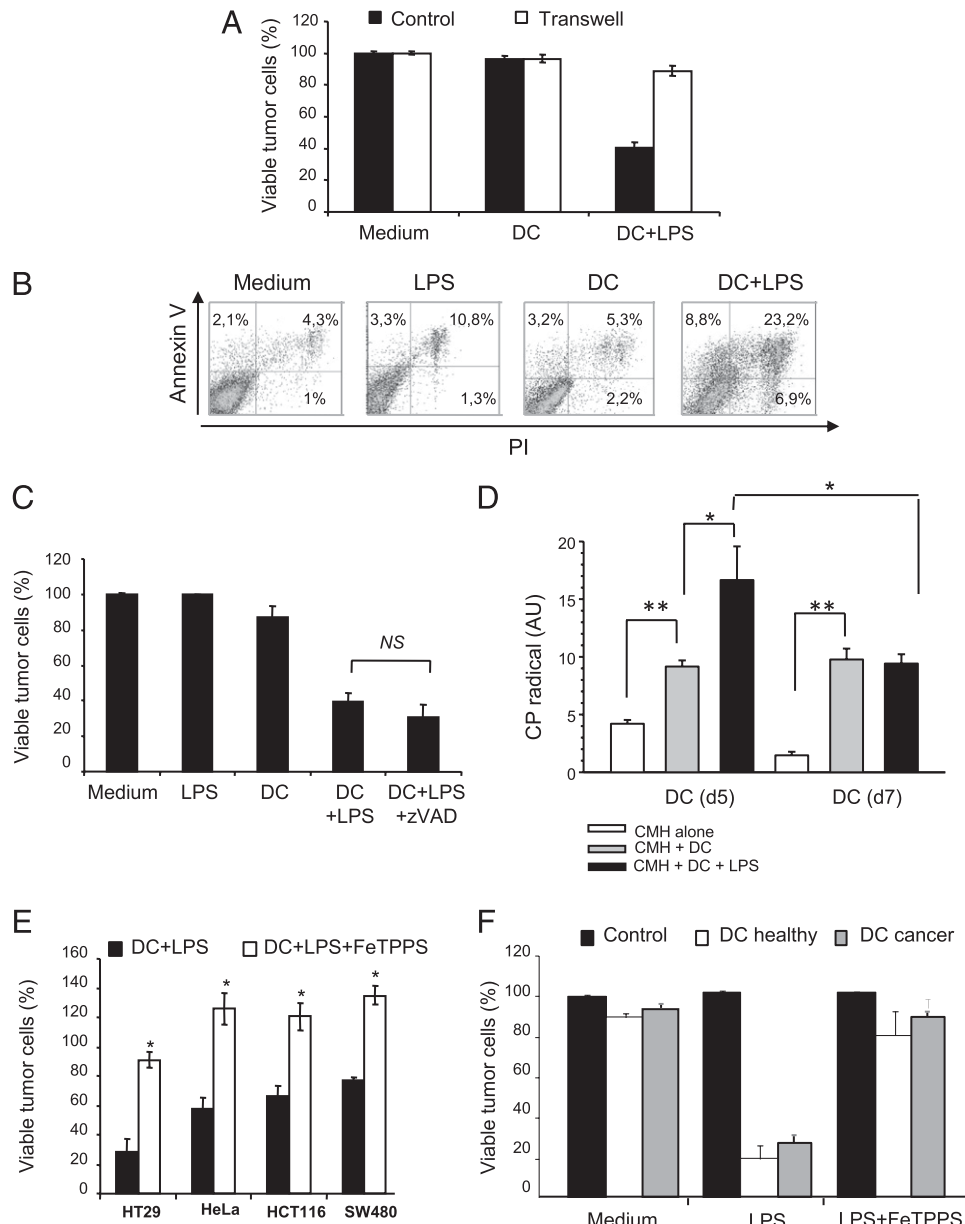 A
Control Transwell
Viable tumor cells (%)
120
100
80
60
40
20
0
Medium DC DC+LPS
B
Medium LPS DC DC+LPS
Annexin V
2,1% 4,3% 3,3% 10,8% 3,2% 5,3% 8,8% 23,2%
1% 1,3% 2,2% 6,9%
PI
C
Viable tumor cells (%)
120
100
80
60
40
20
0
NS
Medium LPS DC DC DC+LPS
+LPS +zVAD
D
CP radical (AU)
20
15
10
5
0
** * ** *
DC (d5) DC (d7)
CMH alone
CMH + DC
CMH + DC + LPS
E
DC+LPS DC+LPS+FeTPPS
Viable tumor cells (%)
160
140
120
100
80
60
40
20
0
* * * *
HT29 HeLa HCT116 SW480
F
Control DC healthy DC cancer
Viable tumor cells (%)
120
100
80
60
40
20
0
Medium LPS LPS+FeTPPS